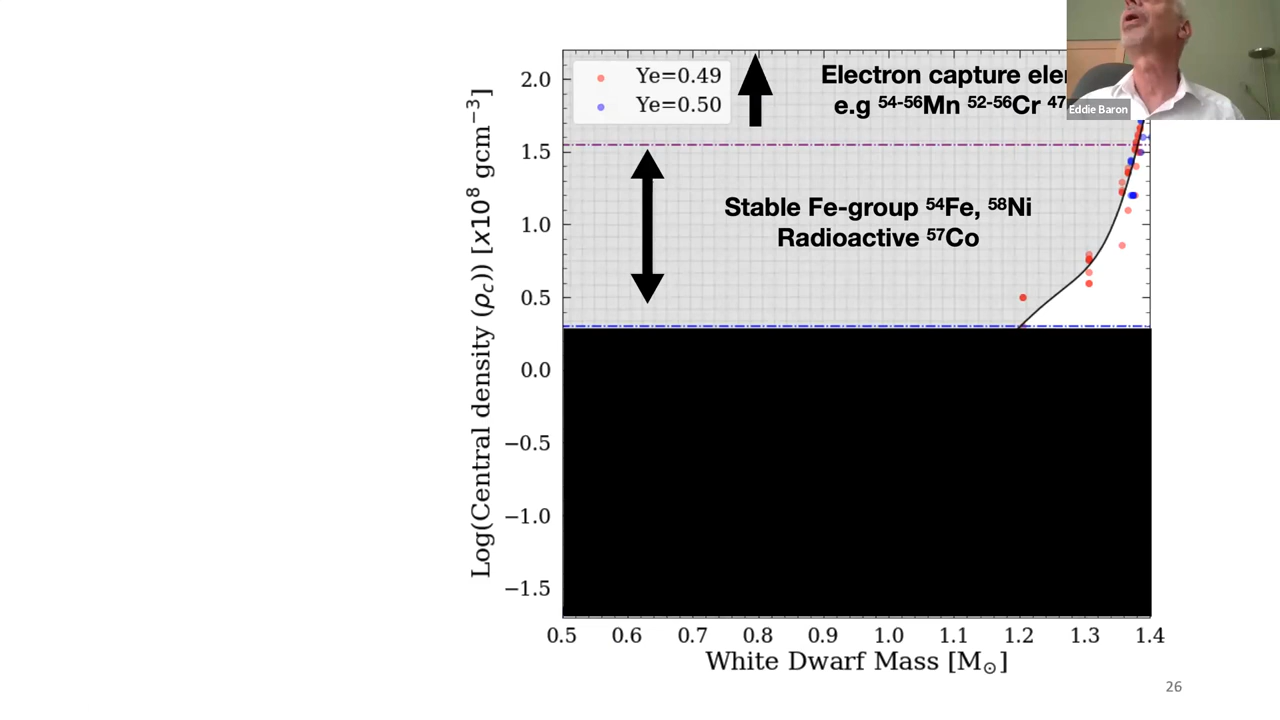 Ye=0.49
Ye=0.50
Electron capture
e.g ⁵⁴⁻⁵⁶Mn ⁵²⁻⁵⁶Cr
Eddie Baron
Stable Fe-group ⁵⁴Fe, ⁵⁸Ni
Radioactive ⁵⁷Co
Log(Central density (ρc)) [x10⁸ gcm⁻³]
2.0
1.5
1.0
0.5
0.0
−0.5
−1.0
−1.5
0.5 0.6 0.7 0.8 0.9 1.0 1.1 1.2 1.3 1.4
White Dwarf Mass [M☉]
26